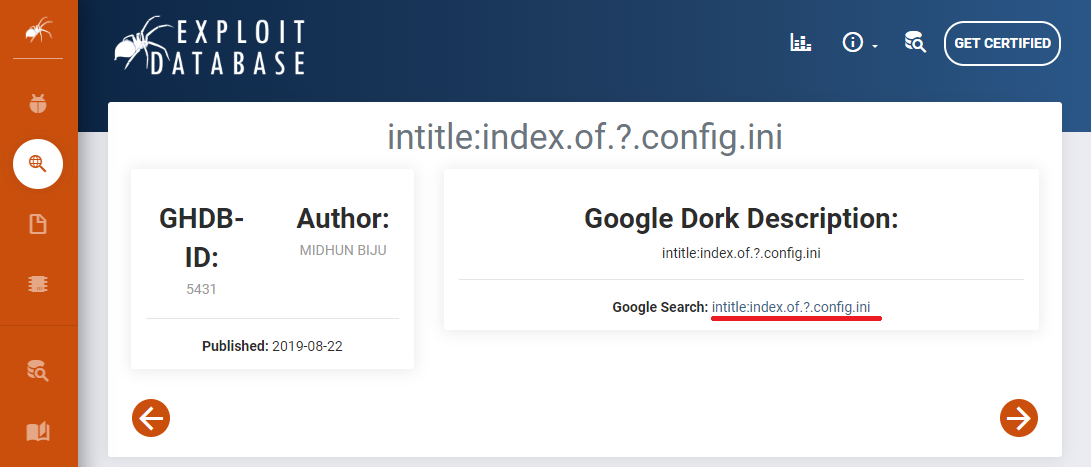 EXPLOIT
DATABASE
GET CERTIFIED
intitle:index.of.?.config.ini
GHDB-
ID:
5431
Author:
MIDHUN BIJU
Published: 2019-08-22
Google Dork Description:
intitle:index.of.?.config.ini
Google Search: intitle:index.of.?.config.ini